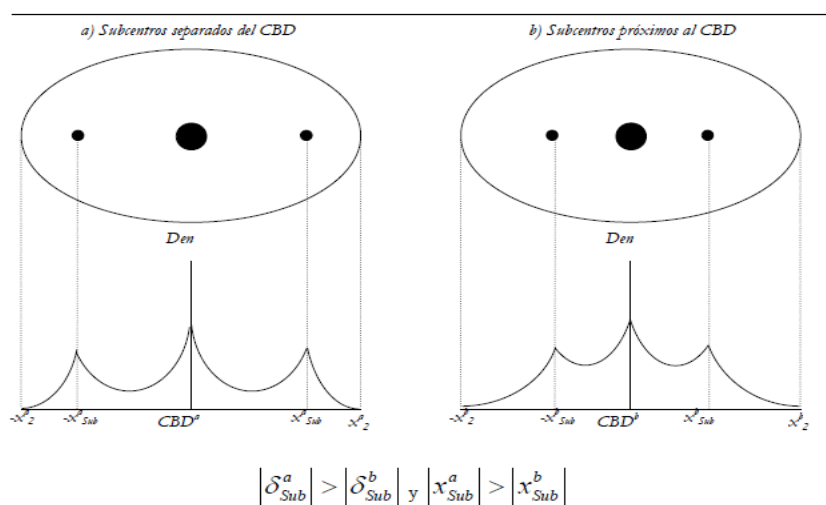 a) Subcentros separados del CBD
b) Subcentros próximos al CBD
Den
Den
-x^a_2 -x^a_Sub CBD^a x^a_Sub x^a_2
-x^b_2 -x^b_Sub CBD^b x^b_Sub x^b_2
|δ^a_Sub| > |δ^b_Sub| y |x^a_Sub| > |x^b_Sub|